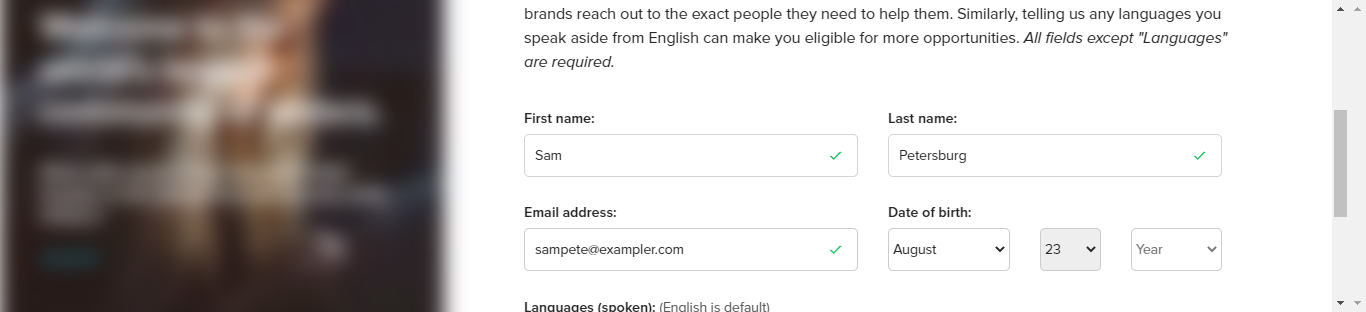 brands reach out to the exact people they need to help them. Similarly, telling us any languages you
speak aside from English can make you eligible for more opportunities. All fields except "Languages"
are required.
First name:
Last name:
Sam
Petersburg
Email address:
Date of birth:
sampete@exampler.com
August
23
Year
Languages (spoken): (English is default)